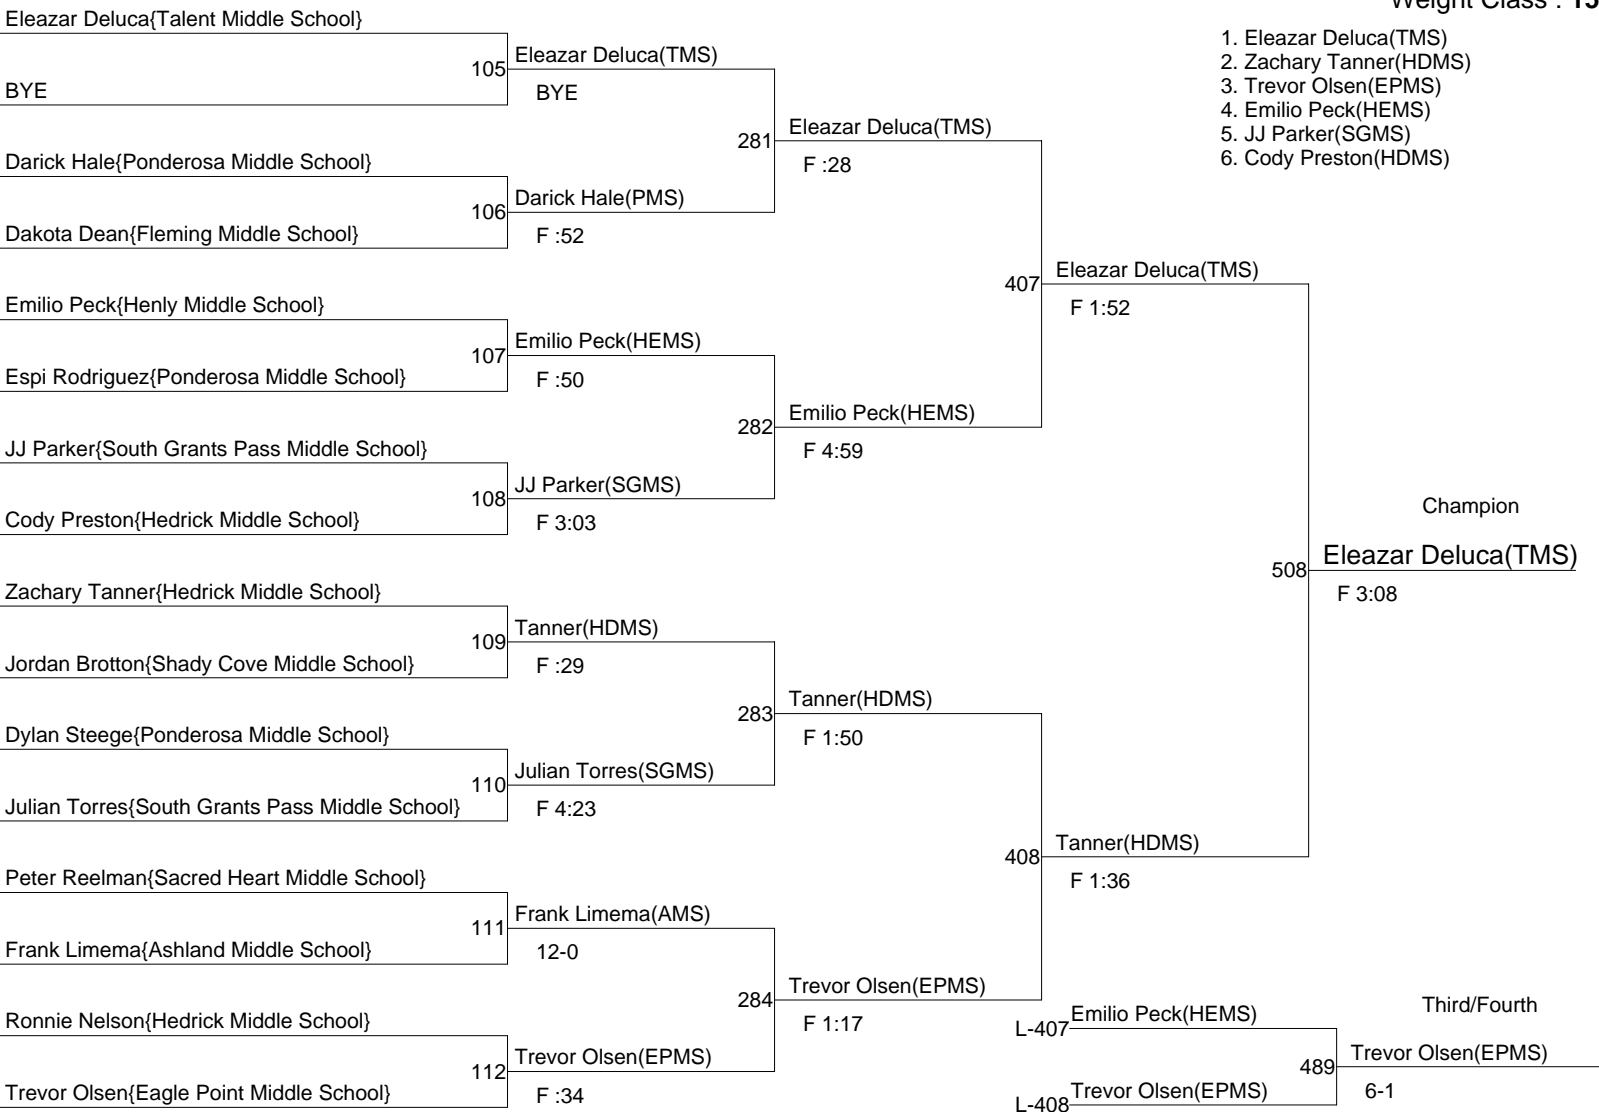 Weight Class : 15
1. Eleazar Deluca(TMS)
2. Zachary Tanner(HDMS)
3. Trevor Olsen(EPMS)
4. Emilio Peck(HEMS)
5. JJ Parker(SGMS)
6. Cody Preston(HDMS)
Eleazar Deluca{Talent Middle School}
105
Eleazar Deluca(TMS)
BYE
BYE
281
Eleazar Deluca(TMS)
F :28
Darick Hale{Ponderosa Middle School}
106
Darick Hale(PMS)
Dakota Dean{Fleming Middle School}
F :52
407
Eleazar Deluca(TMS)
F 1:52
Emilio Peck{Henly Middle School}
107
Emilio Peck(HEMS)
Espi Rodriguez{Ponderosa Middle School}
F :50
282
Emilio Peck(HEMS)
F 4:59
JJ Parker{South Grants Pass Middle School}
108
JJ Parker(SGMS)
Cody Preston{Hedrick Middle School}
F 3:03
Champion
508
Eleazar Deluca(TMS)
F 3:08
Zachary Tanner{Hedrick Middle School}
109
Tanner(HDMS)
Jordan Brotton{Shady Cove Middle School}
F :29
283
Tanner(HDMS)
F 1:50
Dylan Steege{Ponderosa Middle School}
110
Julian Torres(SGMS)
Julian Torres{South Grants Pass Middle School}
F 4:23
408
Tanner(HDMS)
F 1:36
Peter Reelman{Sacred Heart Middle School}
111
Frank Limema(AMS)
Frank Limema{Ashland Middle School}
12-0
284
Trevor Olsen(EPMS)
F 1:17
Ronnie Nelson{Hedrick Middle School}
112
Trevor Olsen(EPMS)
Trevor Olsen{Eagle Point Middle School}
F :34
Third/Fourth
L-407
Emilio Peck(HEMS)
489
Trevor Olsen(EPMS)
6-1
L-408
Trevor Olsen(EPMS)